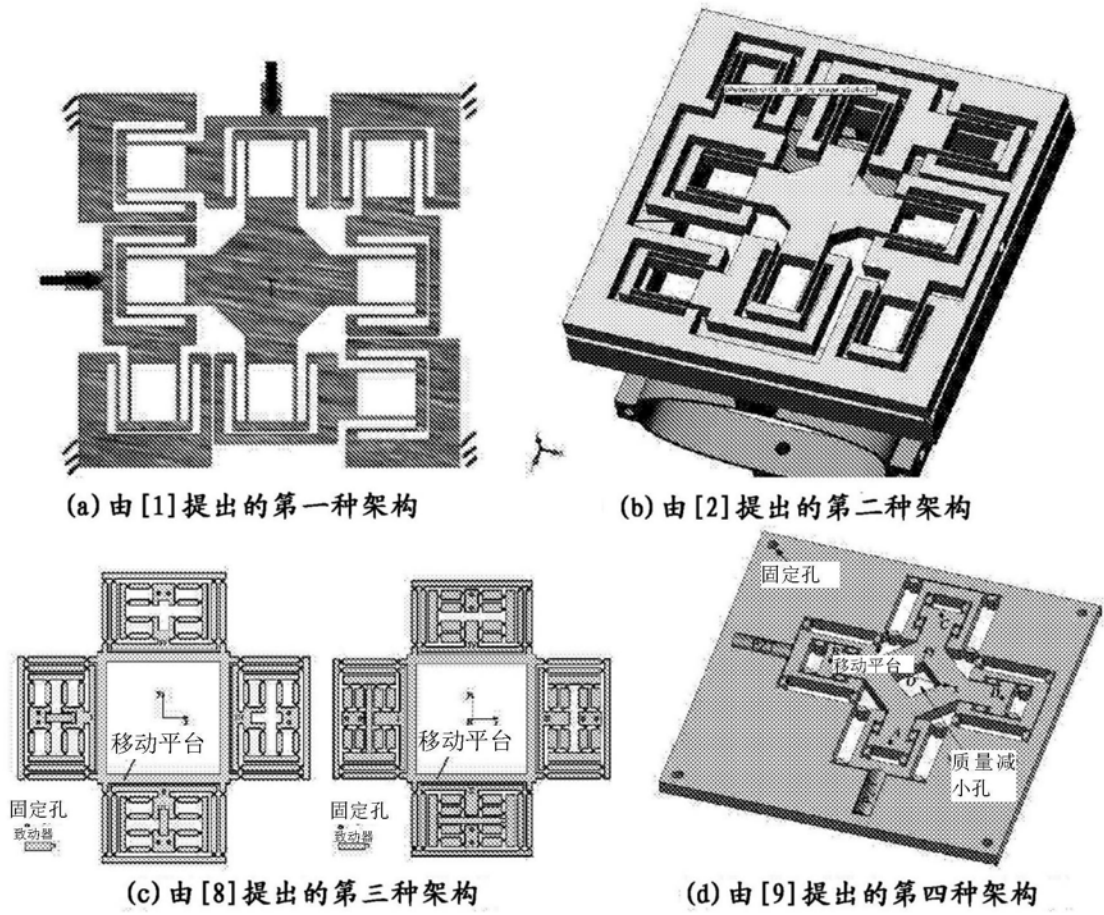 (a)由[1]提出的第一种架构
(b)由[2]提出的第二种架构
移动平台
固定孔
致动器
移动平台
固定孔
致动器
固定孔
移动平台
质量减
小孔
(c)由[8]提出的第三种架构
(d)由[9]提出的第四种架构